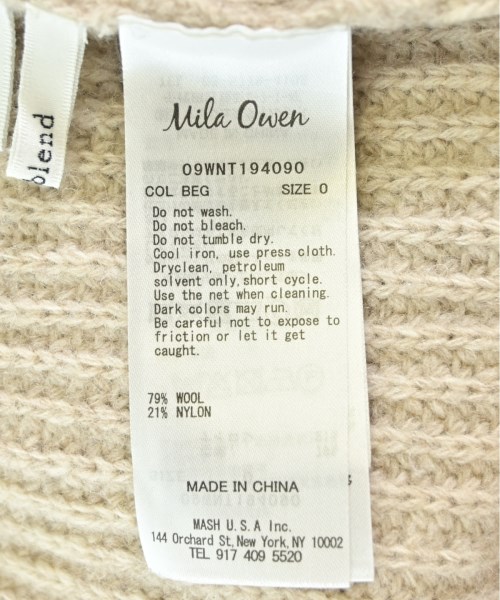 blend
Mila Owen
09WNT194090
COL BEG SIZE 0
Do not wash.
Do not bleach.
Do not tumble dry.
Cool iron, use press cloth.
Dryclean, petroleum
solvent only,short cycle.
Use the net when cleaning.
Dark colors may run.
Be careful not to expose to
friction or let it get
caught.
79% WOOL
21% NYLON
MADE IN CHINA
MASH U.S.A Inc.
144 Orchard St, New York, NY 10002
TEL 917 409 5520